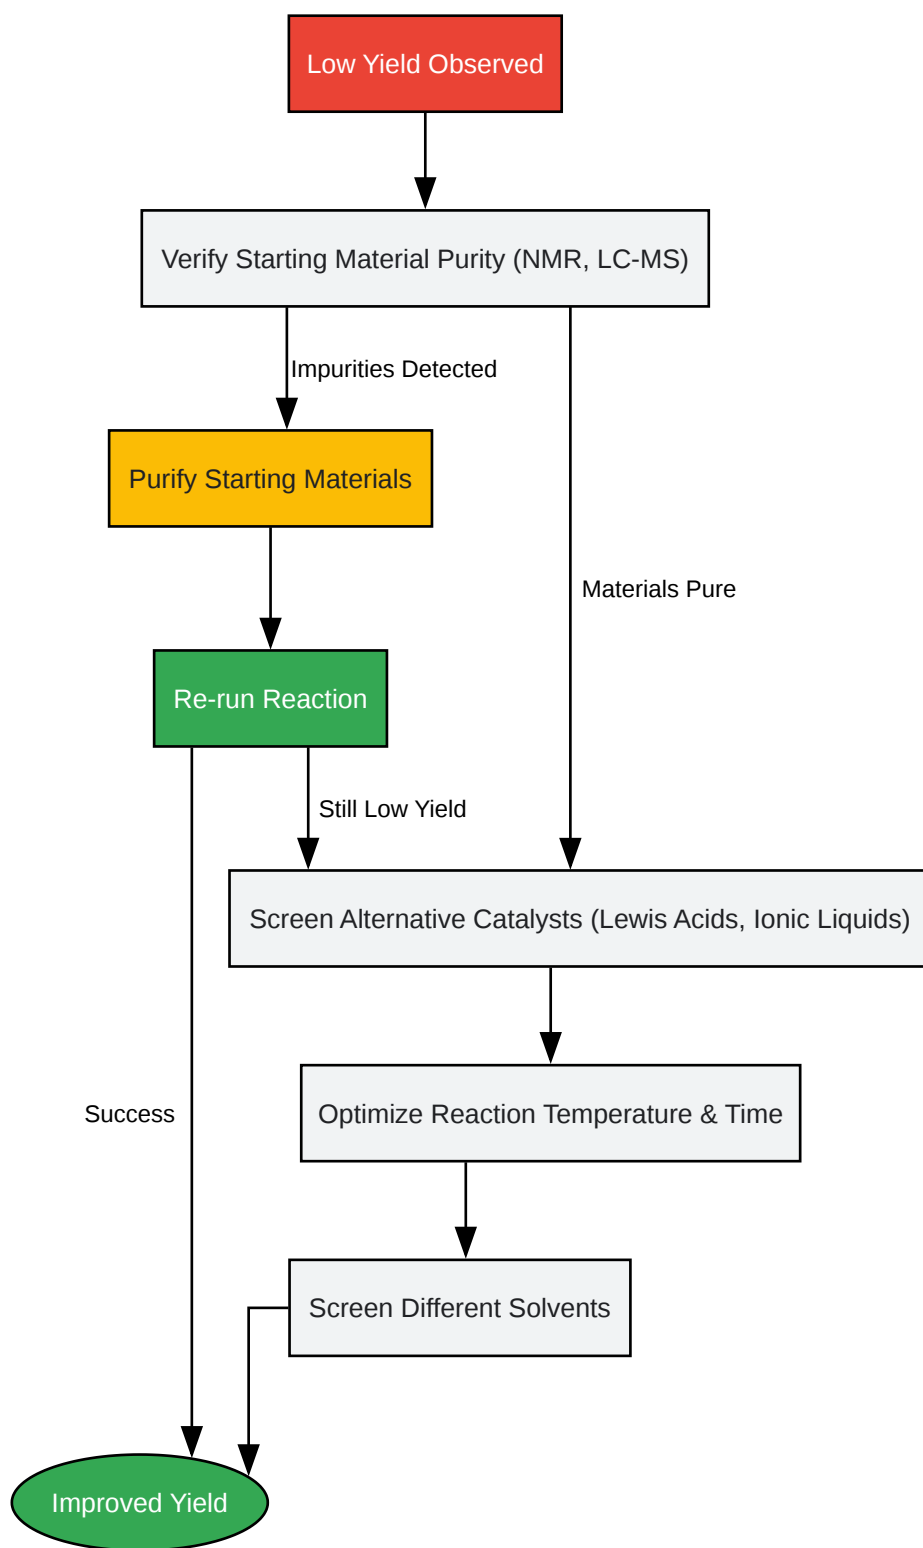 Low Yield Observed
Verify Starting Material Purity (NMR, LC-MS)
Impurities Detected
Purify Starting Materials
Materials Pure
Re-run Reaction
Still Low Yield
Screen Alternative Catalysts (Lewis Acids, Ionic Liquids)
Optimize Reaction Temperature & Time
Success
Screen Different Solvents
Improved Yield